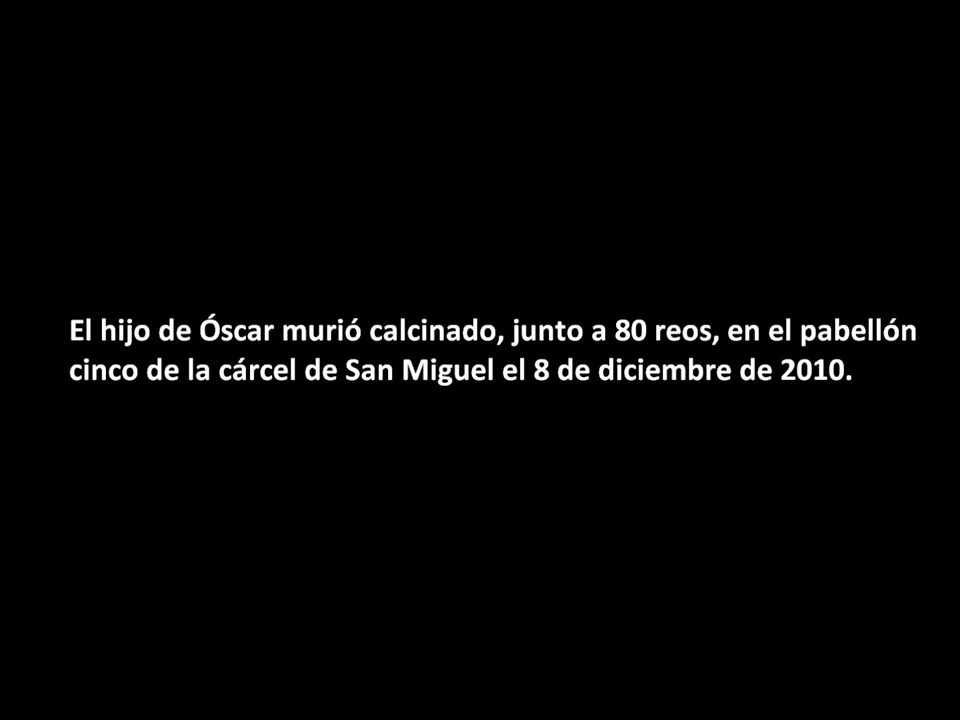 El hijo de Óscar murió calcinado, junto a 80 reos, en el pabellón
cinco de la cárcel de San Miguel el 8 de diciembre de 2010.